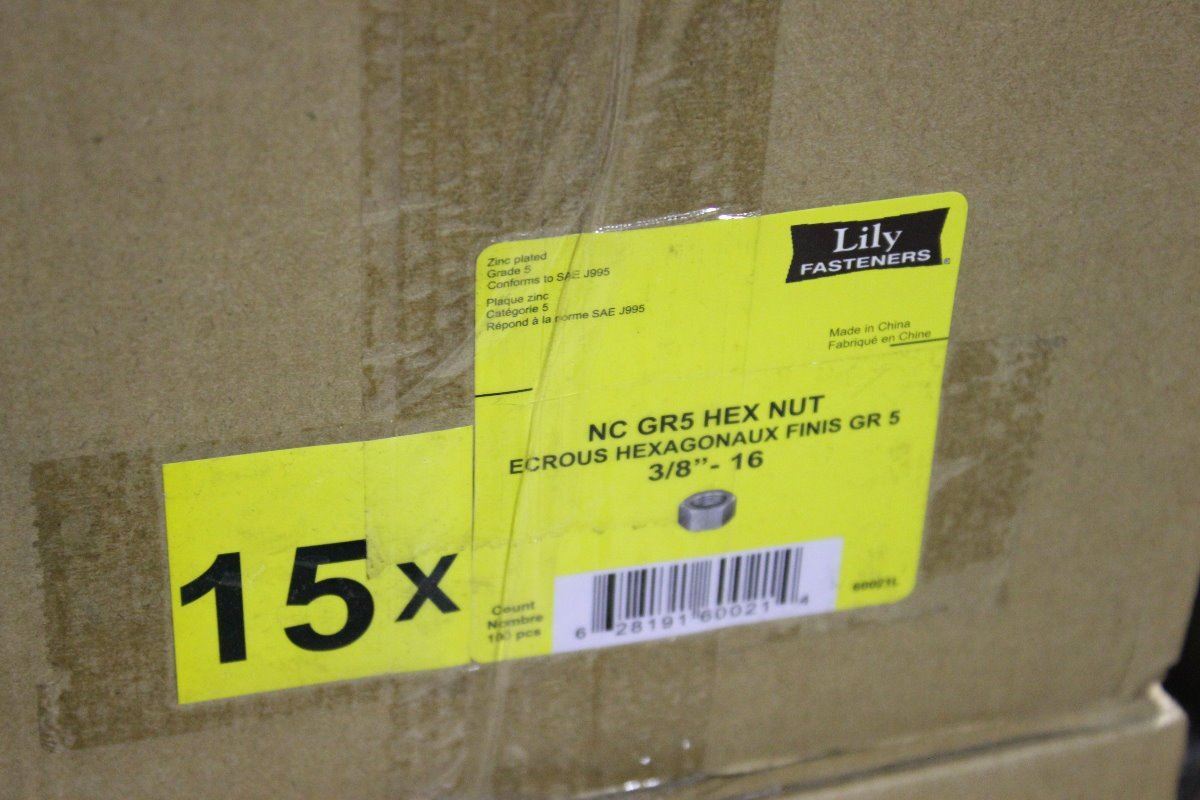 Lily
FASTENERS
Zinc plated
Grade 5
Conforms to SAE J995
Plaque zinc
Catégorie 5
Répond à la norme SAE J995
Made in China
Fabriqué en Chine
NC GR5 HEX NUT
ECROUS HEXAGONAUX FINIS GR 5
3/8”- 16
15 x
Count
Nombre
100 pcs
6 28191 60021 4
60021L